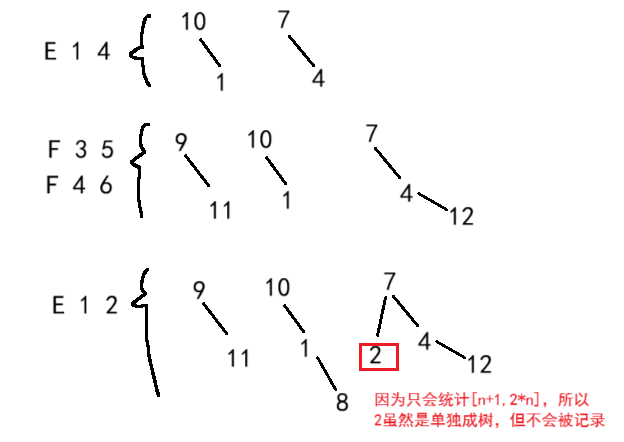 E 1 4
10 7
1 4
F 3 5
F 4 6
9 10 7
11 1 4 12
E 1 2
9 10 7
11 1 2 4 12
8
因为只会统计[n+1,2*n]，所以
2虽然是单独成树，但不会被记录